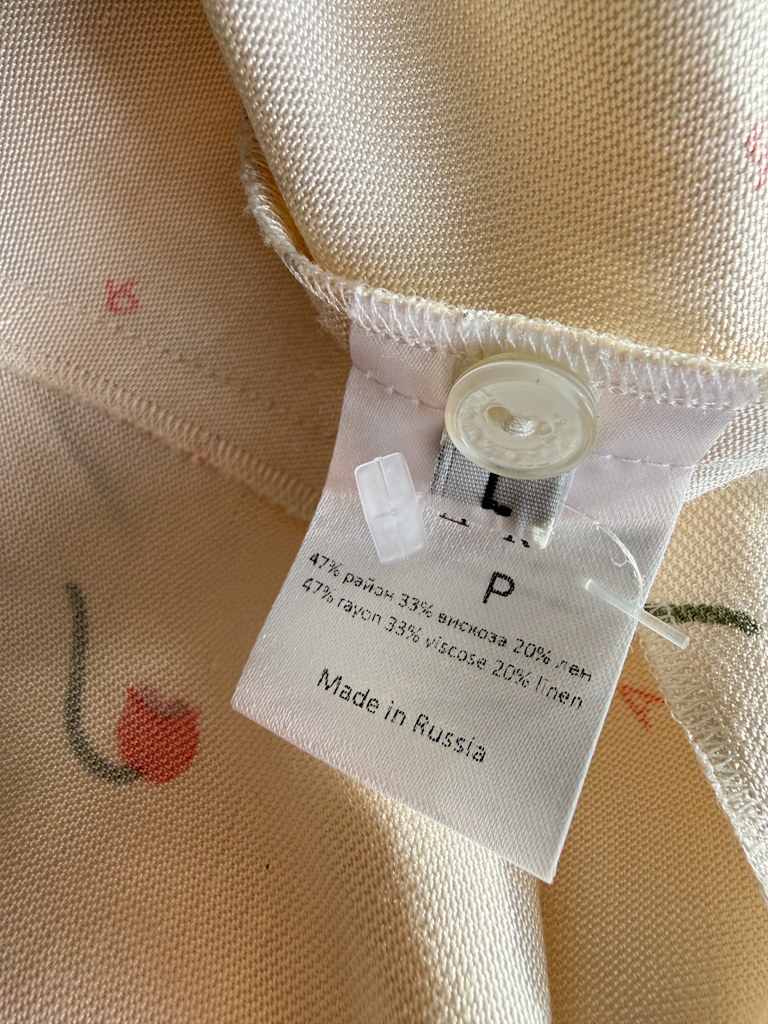 L
P
47% район 33% вискоза 20% лен
47% rayon 33% viscose 20% linen
Made in Russia